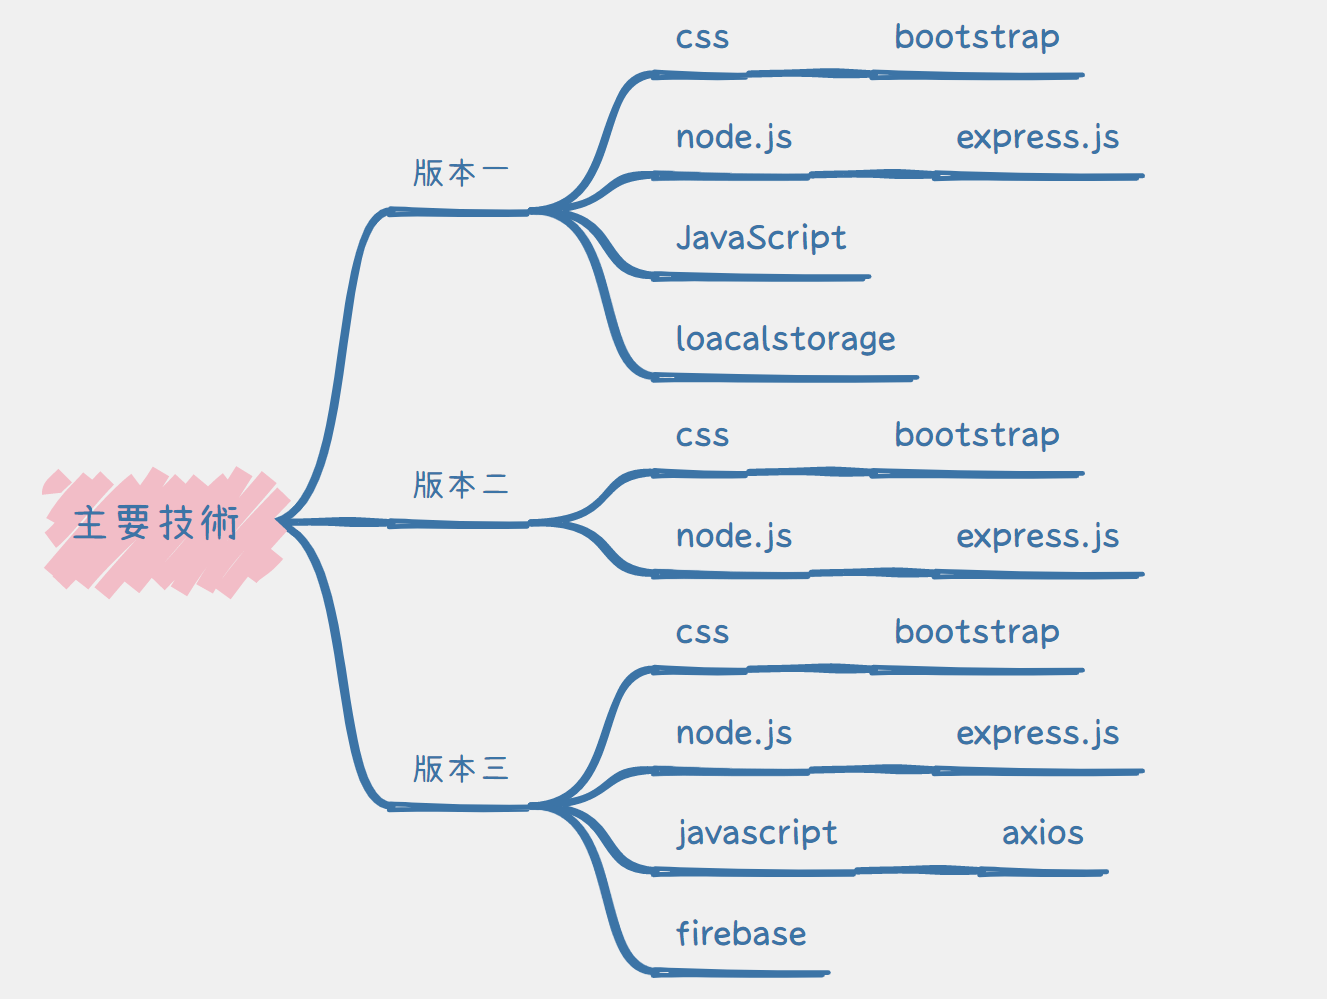 主要技術
版本一
css
bootstrap
node.js
express.js
JavaScript
loacalstorage
版本二
css
bootstrap
node.js
express.js
版本三
css
bootstrap
node.js
express.js
javascript
axios
firebase